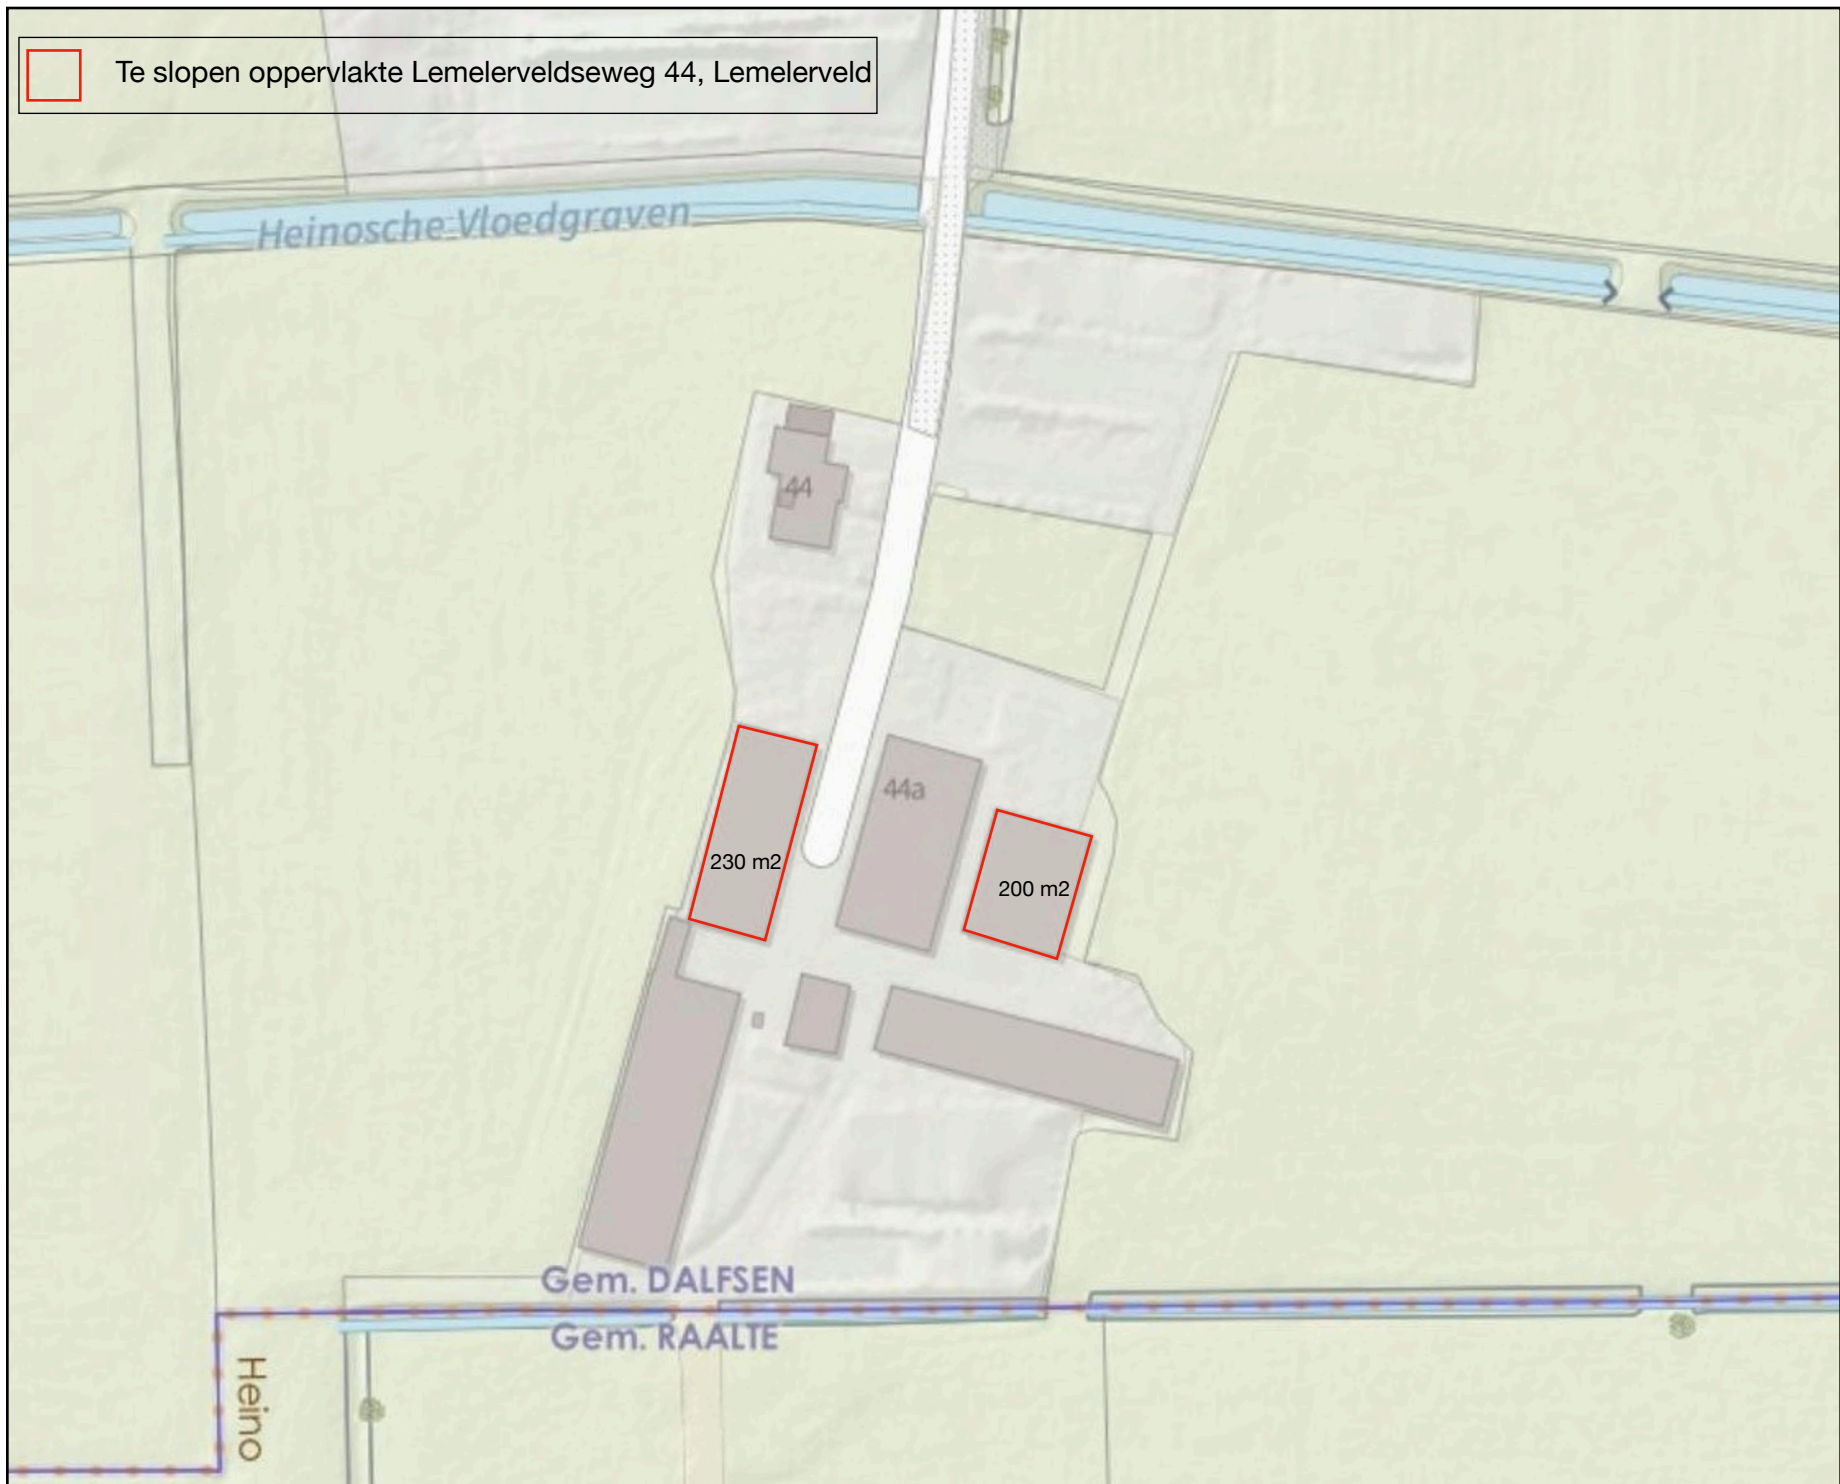 Te slopen oppervlakte Lemelerveldseweg 44, Lemelerveld
Heinosche Vloedgraven
44
44a
230 m2
200 m2
Gem. DALFSEN
Gem. RAALTE
Heino